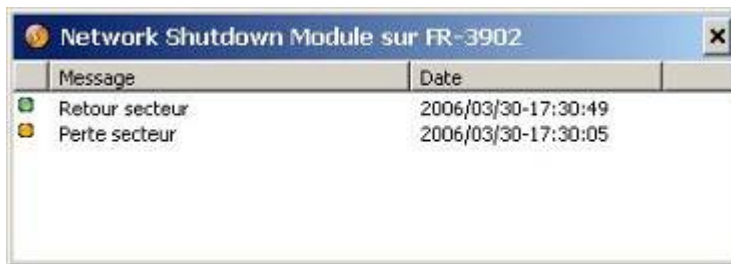 Network Shutdown Module sur FR-3902
Message Date
Retour secteur 2006/03/30-17:30:49
Perte secteur 2006/03/30-17:30:05